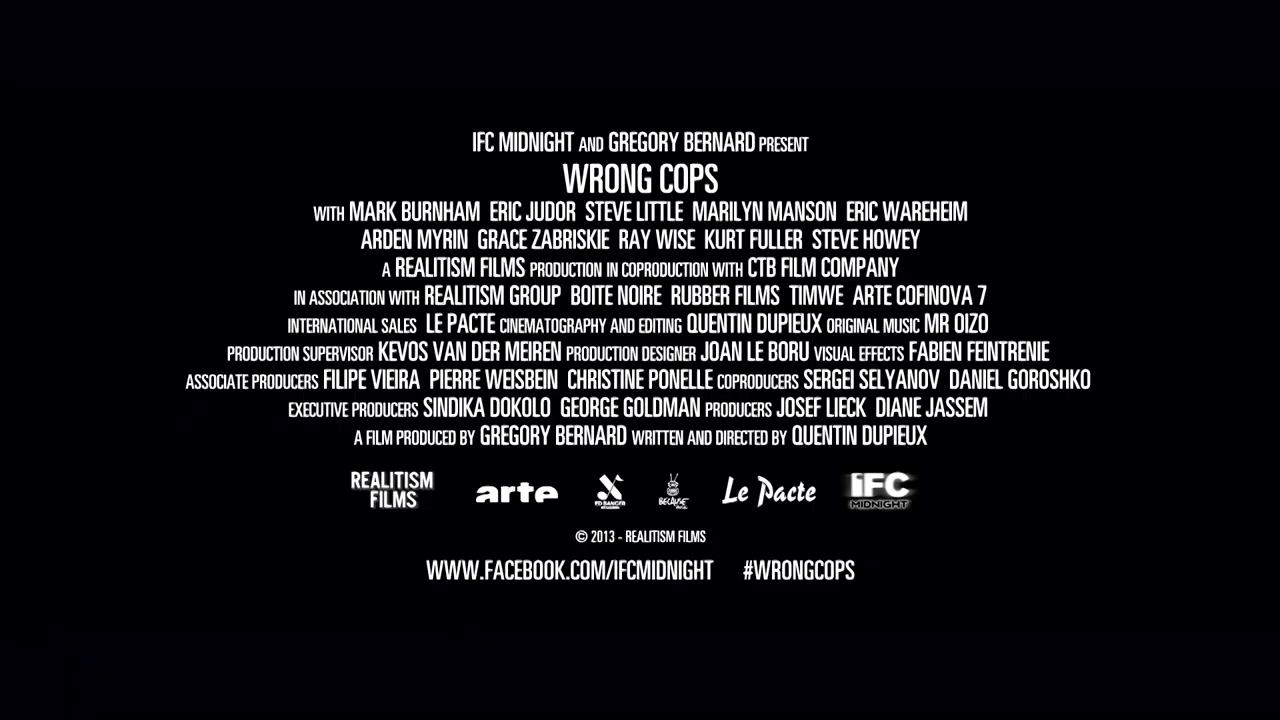 IFC MIDNIGHT AND GREGORY BERNARD PRESENT
WRONG COPS
WITH MARK BURNHAM ERIC JUDOR STEVE LITTLE MARILYN MANSON ERIC WAREHEIM
ARDEN MYRIN GRACE ZABRISKIE RAY WISE KURT FULLER STEVE HOWEY
A REALITISM FILMS PRODUCTION IN COPRODUCTION WITH CTB FILM COMPANY
IN ASSOCIATION WITH REALITISM GROUP BOITE NOIRE RUBBER FILMS TIMWE ARTE COFINOVA 7
INTERNATIONAL SALES LE PACTE CINEMATOGRAPHY AND EDITING QUENTIN DUPIEUX ORIGINAL MUSIC MR OIZO
PRODUCTION SUPERVISOR KEVOS VAN DER MEIREN PRODUCTION DESIGNER JOAN LE BORU VISUAL EFFECTS FABIEN FEINTRENIE
ASSOCIATE PRODUCERS FILIPE VIEIRA PIERRE WEISBEIN CHRISTINE PONELLE COPRODUCERS SERGEI SELYANOV DANIEL GOROSHKO
EXECUTIVE PRODUCERS SINDIKA DOKOLO GEORGE GOLDMAN PRODUCERS JOSEF LIECK DIANE JASSEM
A FILM PRODUCED BY GREGORY BERNARD WRITTEN AND DIRECTED BY QUENTIN DUPIEUX
REALITISM FILMS arte ED BANGER BECAUSE Le Pacte IFC MIDNIGHT
© 2013 - REALITISM FILMS
WWW.FACEBOOK.COM/IFCMIDNIGHT #WRONGCOPS